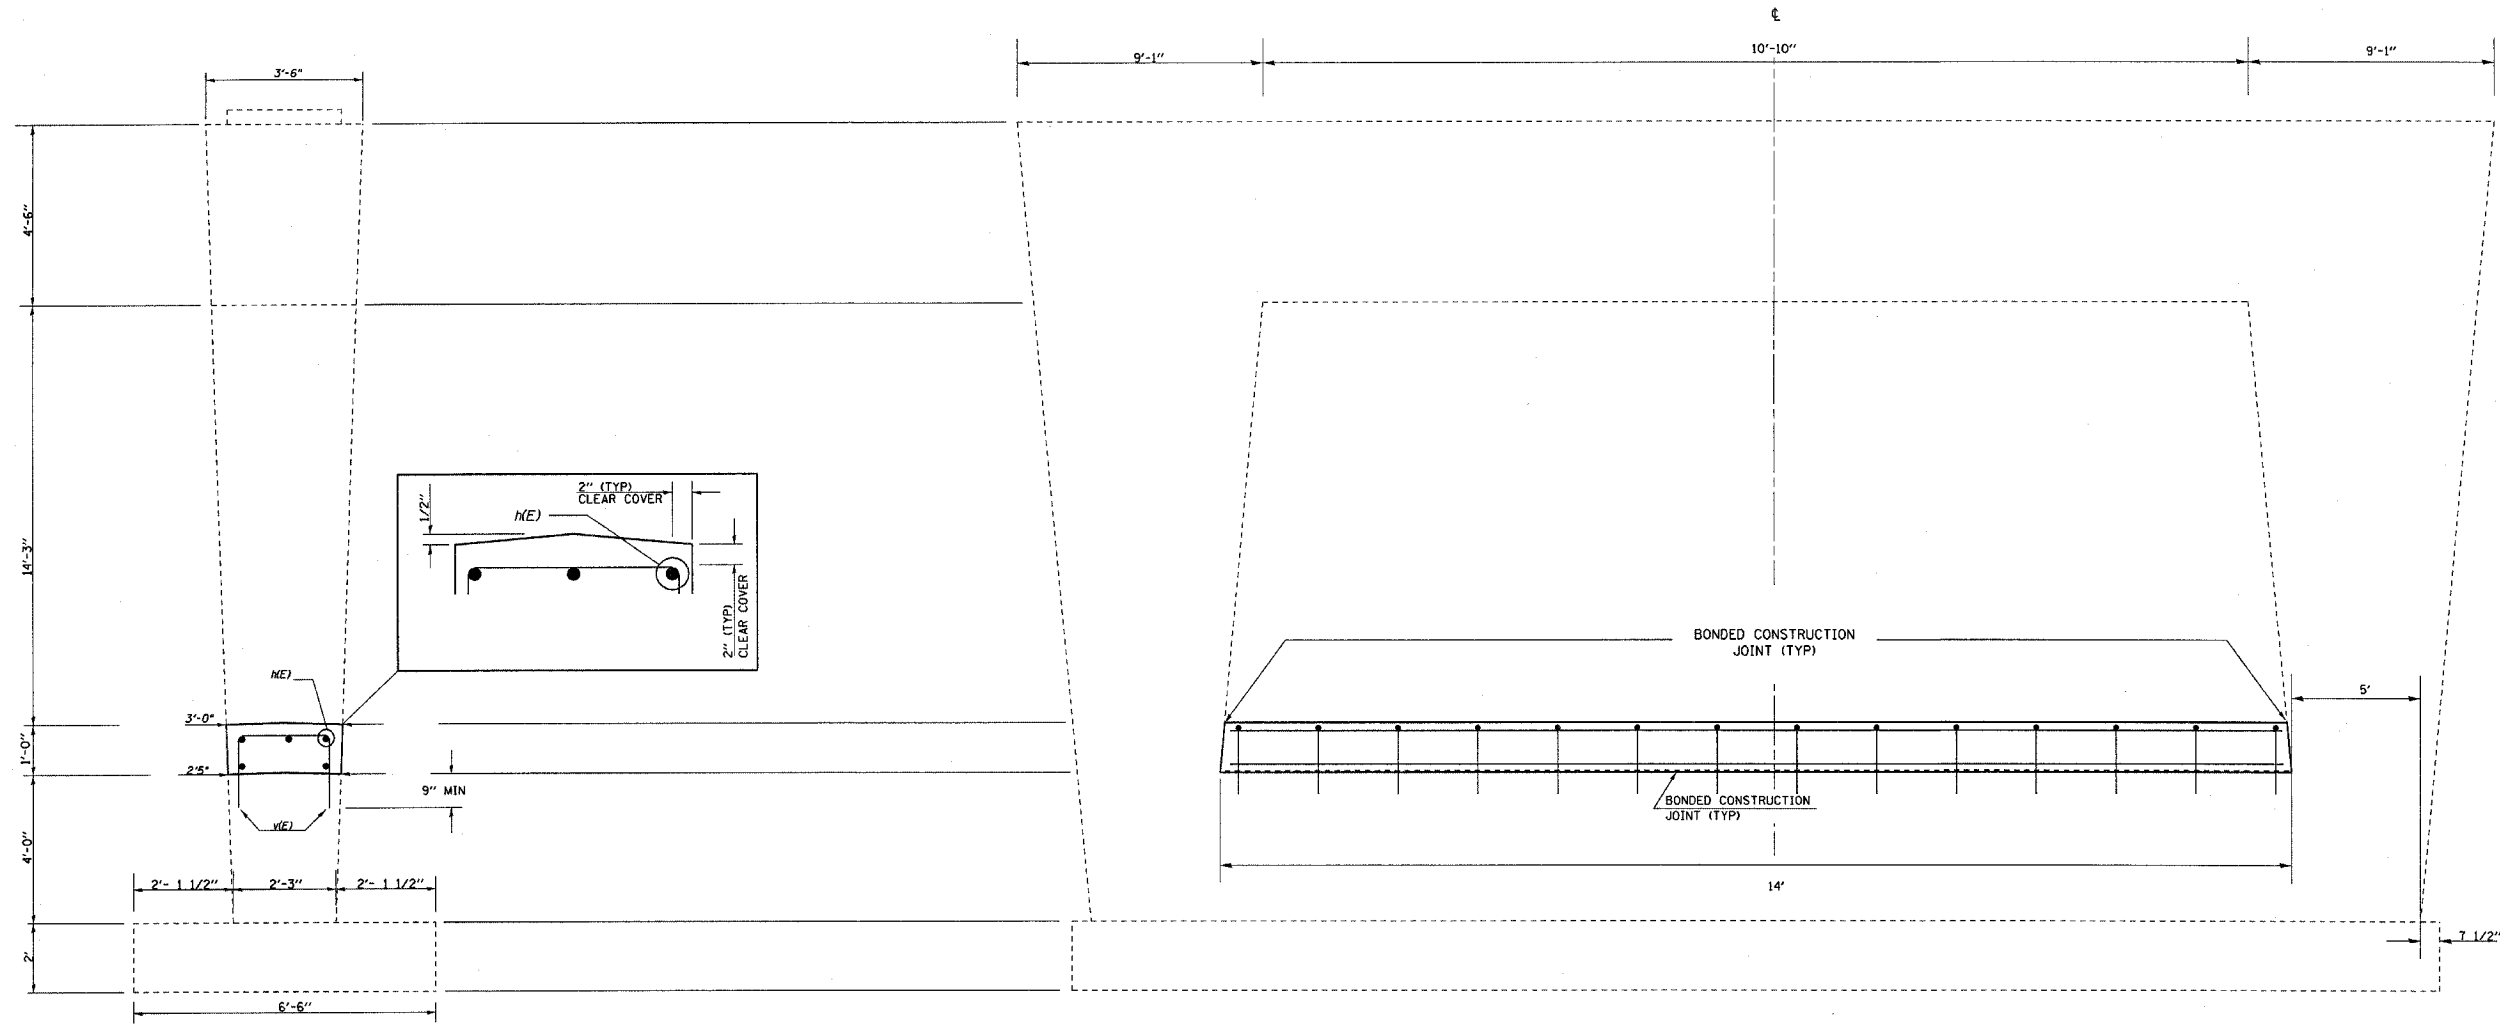 ℄
9'-1"
10'-10"
9'-1"
3'-6"
4'-6"
14'-3"
1'-0"
4'-0"
2'
1/2"
2" (TYP)
CLEAR COVER
h(E)
2" (TYP)
CLEAR COVER
h(E)
3'-0"
2'5"
9" MIN
v(E)
2'- 1 1/2"
2'-3"
2'- 1 1/2"
6'-6"
BONDED CONSTRUCTION
JOINT (TYP)
5'
BONDED CONSTRUCTION
JOINT (TYP)
14'
7 1/2"